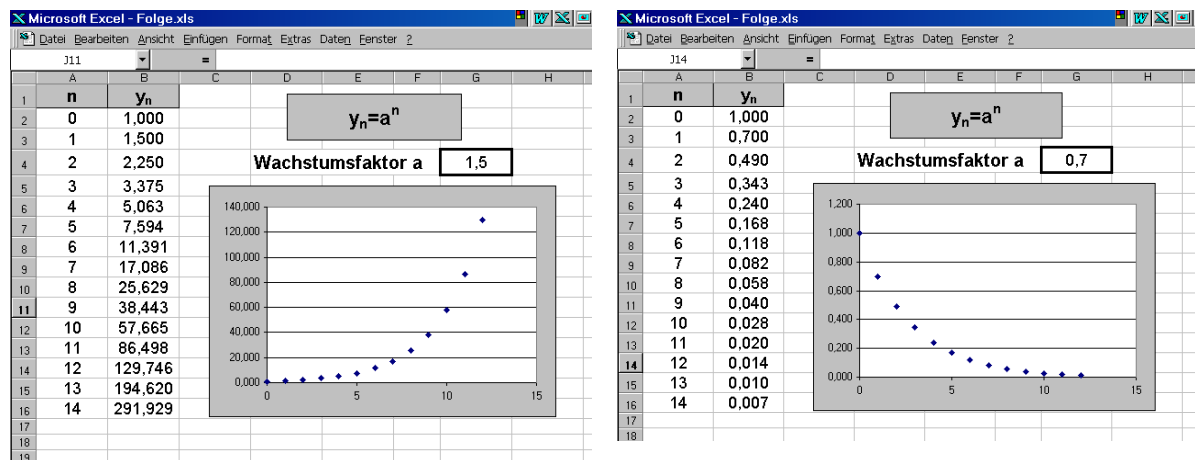 Microsoft Excel - Folge.xls
Datei Bearbeiten Ansicht Einfügen Format Extras Daten Fenster ?
J11 =
A B C D E F G H
1 n yn
2 0 1,000 yn=a^n
3 1 1,500
4 2 2,250 Wachstumsfaktor a 1,5
5 3 3,375
6 4 5,063
7 5 7,594
8 6 11,391
9 7 17,086
10 8 25,629
11 9 38,443
12 10 57,665
13 11 86,498
14 12 129,746
15 13 194,620
16 14 291,929
17
18
19
140,000
120,000
100,000
80,000
60,000
40,000
20,000
0,000
0 5 10 15
Microsoft Excel - Folge.xls
Datei Bearbeiten Ansicht Einfügen Format Extras Daten Fenster ?
J14 =
A B C D E F G H
1 n yn
2 0 1,000 yn=a^n
3 1 0,700
4 2 0,490 Wachstumsfaktor a 0,7
5 3 0,343
6 4 0,240
7 5 0,168
8 6 0,118
9 7 0,082
10 8 0,058
11 9 0,040
12 10 0,028
13 11 0,020
14 12 0,014
15 13 0,010
16 14 0,007
17
18
1,200
1,000
0,800
0,600
0,400
0,200
0,000
0 5 10 15